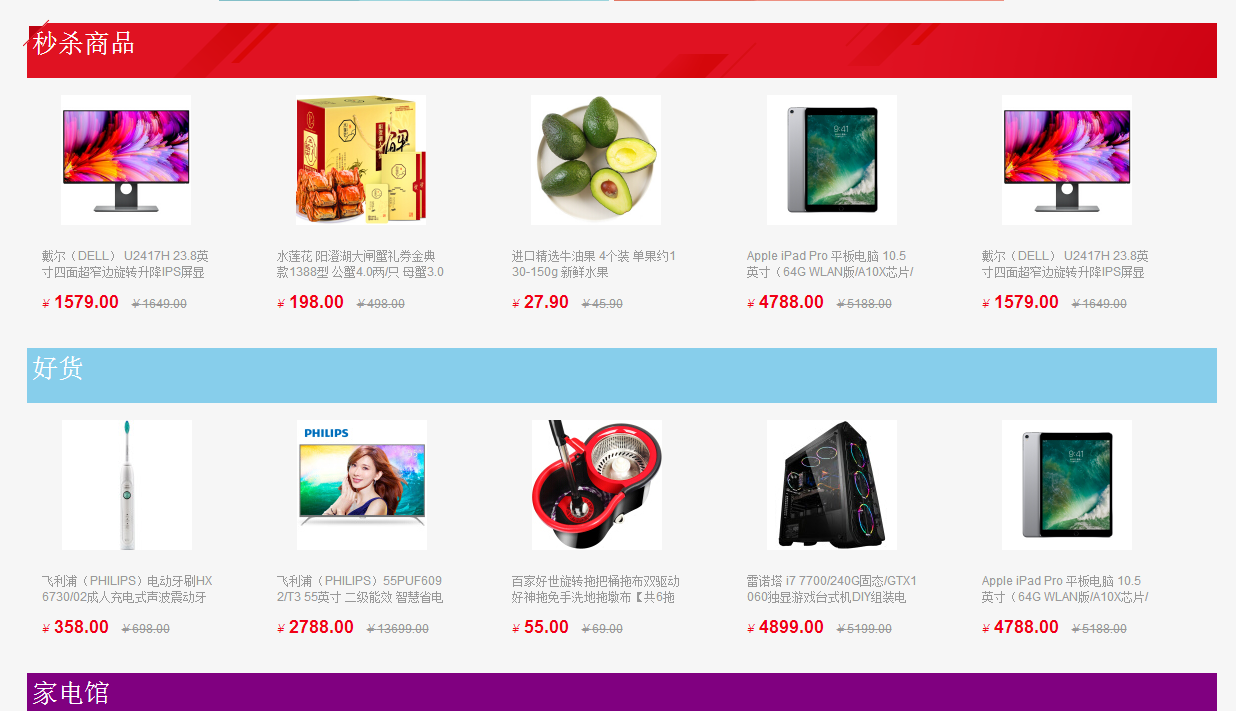 秒杀商品
戴尔（DELL） U2417H 23.8英
寸四面超窄边旋转升降IPS屏显
¥ 1579.00 ¥ 1649.00
水莲花 阳澄湖大闸蟹礼券金典
款1388型 公蟹4.0两/只 母蟹3.0
¥ 198.00 ¥ 498.00
进口精选牛油果 4个装 单果约1
30-150g 新鲜水果
¥ 27.90 ¥ 45.90
9:41
Apple iPad Pro 平板电脑 10.5
英寸（64G WLAN版/A10X芯片/
¥ 4788.00 ¥ 5188.00
戴尔（DELL） U2417H 23.8英
寸四面超窄边旋转升降IPS屏显
¥ 1579.00 ¥ 1649.00
好货
飞利浦（PHILIPS）电动牙刷HX
6730/02成人充电式声波震动牙
¥ 358.00 ¥ 698.00
PHILIPS
飞利浦（PHILIPS）55PUF609
2/T3 55英寸 二级能效 智慧省电
¥ 2788.00 ¥ 13699.00
百家好世旋转拖把桶拖布双驱动
好神拖免手洗地拖墩布【共6拖
¥ 55.00 ¥ 69.00
雷诺塔 i7 7700/240G固态/GTX1
060独显游戏台式机DIY组装电
¥ 4899.00 ¥ 5199.00
9:41
Apple iPad Pro 平板电脑 10.5
英寸（64G WLAN版/A10X芯片/
¥ 4788.00 ¥ 5188.00
家电馆